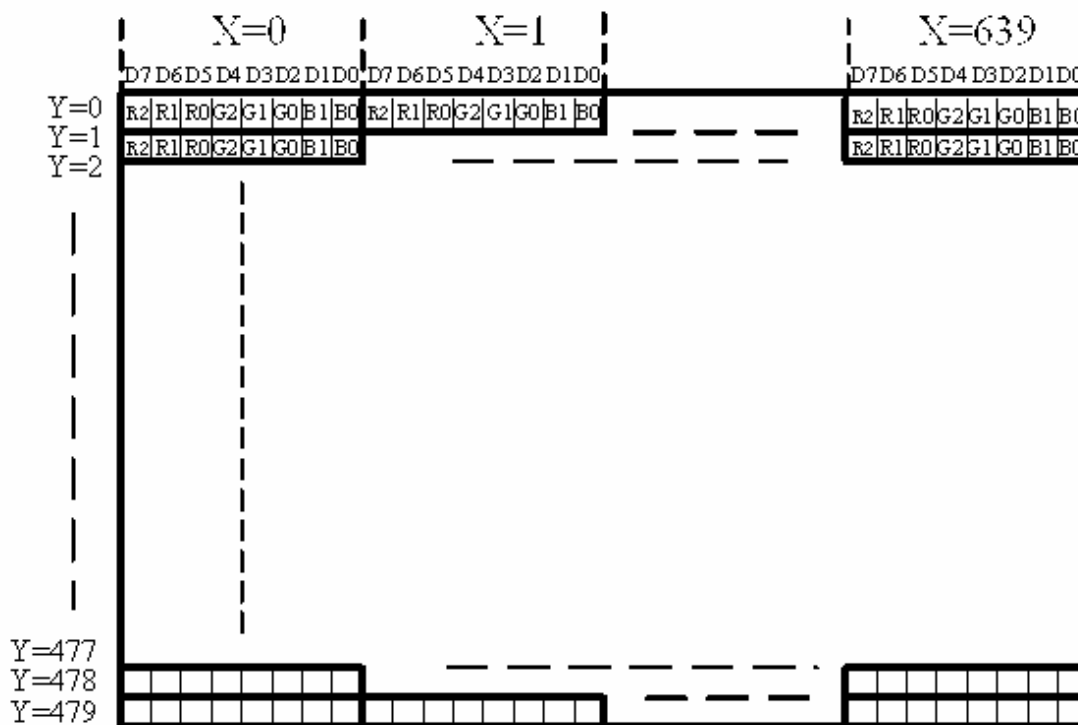 X=0 X=1 X=639
D7 D6 D5 D4 D3 D2 D1 D0 D7 D6 D5 D4 D3 D2 D1 D0 D7 D6 D5 D4 D3 D2 D1 D0
Y=0 R2 R1 R0 G2 G1 G0 B1 B0 R2 R1 R0 G2 G1 G0 B1 B0 R2 R1 R0 G2 G1 G0 B1 B0
Y=1 R2 R1 R0 G2 G1 G0 B1 B0 R2 R1 R0 G2 G1 G0 B1 B0
Y=2
Y=477
Y=478
Y=479